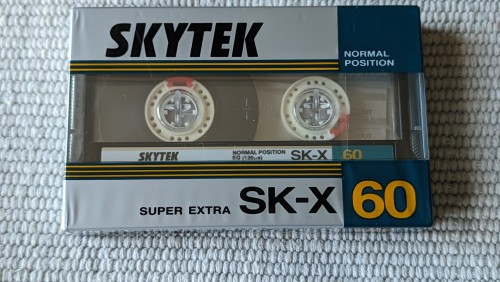 SKYTEK
NORMAL
POSITION
SKYTEK
NORMAL POSITION
EQ (120μs)
SK-X
60
SUPER EXTRA
SK-X
60